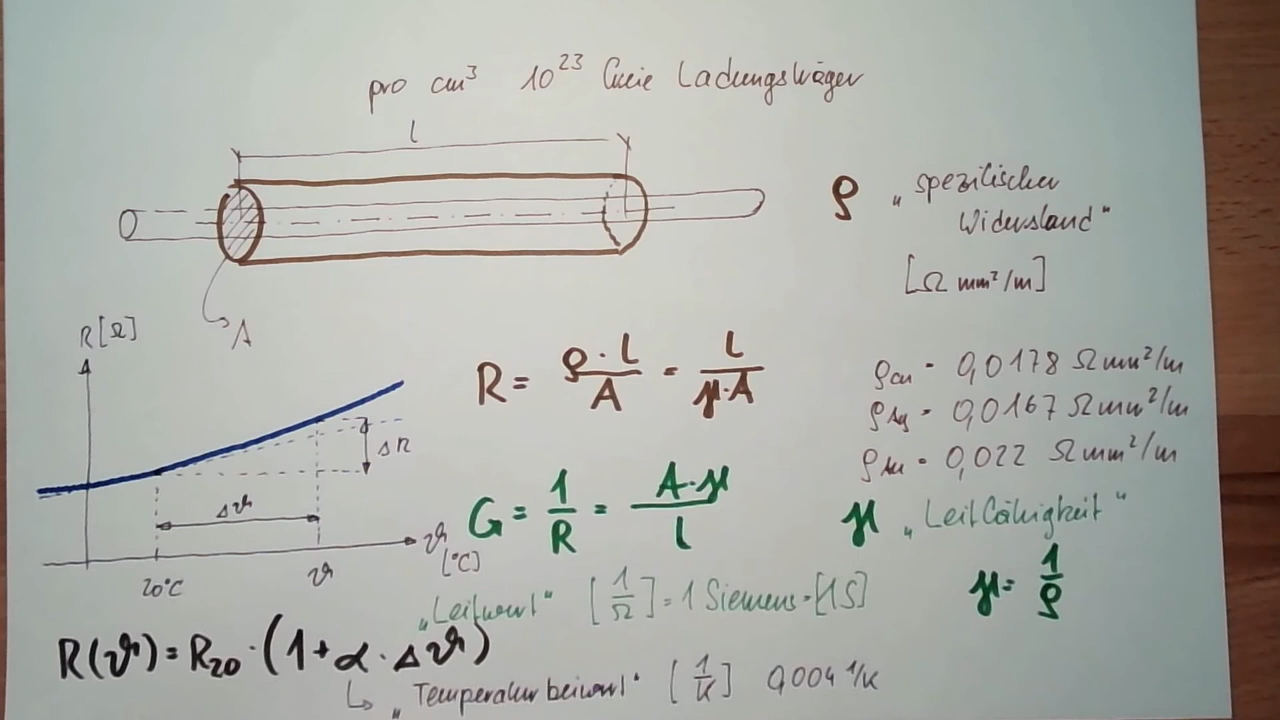 pro cm³ 10²³ freie Ladungsträger
l
A
ρ „spezifischer
Widerstand“
[Ω mm²/m]
R[Ω]
ΔR
Δϑ
20°C
ϑ
ϑ
[°C]
R = ρ·l/A = l/(ϰ·A)
ρcu = 0,0178 Ω mm²/m
ρAg = 0,0167 Ω mm²/m
ρAu = 0,022 Ω mm²/m
G = 1/R = A·ϰ/l
ϰ „Leitfähigkeit“
ϰ = 1/ρ
„Leitwert“ [1/Ω] = 1 Siemens = [1S]
R(ϑ) = R₂₀·(1+α·Δϑ)
↳ „Temperaturbeiwert“ [1/K] 0,004 1/K